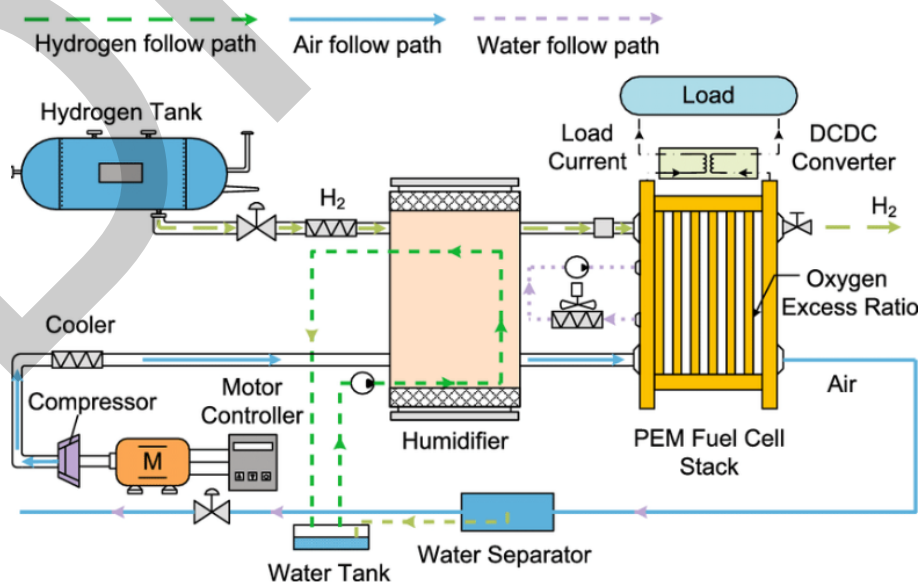 Hydrogen follow path
Air follow path
Water follow path
Hydrogen Tank
Load
Load
Current
DCDC
Converter
H2
H2
Oxygen
Excess Ratio
Cooler
Compressor
Motor
Controller
M
Humidifier
PEM Fuel Cell
Stack
Air
Water Separator
Water Tank